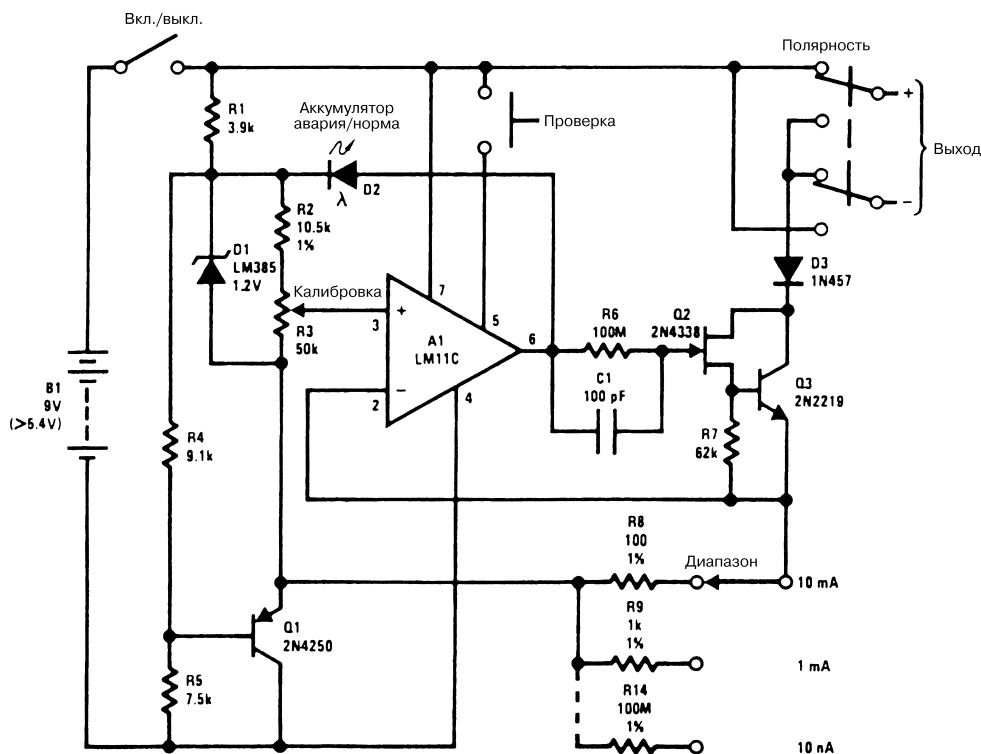 Вкл./выкл.
Полярность
R1
3.9k
Аккумулятор
авария/норма
Проверка
+
Выход
−
λ
D2
R2
10.5k
1%
D1
LM385
1.2V
D3
1N457
Калибровка
R3
50k
7
+
3
5
A1
LM11C
6
−
2
4
R6
100M
C1
100 pF
Q2
2N4338
Q3
2N2219
R7
62k
B1
9V
(>5.4V)
R4
9.1k
R8
100
1%
Диапазон
10 mA
R9
1k
1%
1 mA
Q1
2N4250
R5
7.5k
R14
100M
1%
10 nA